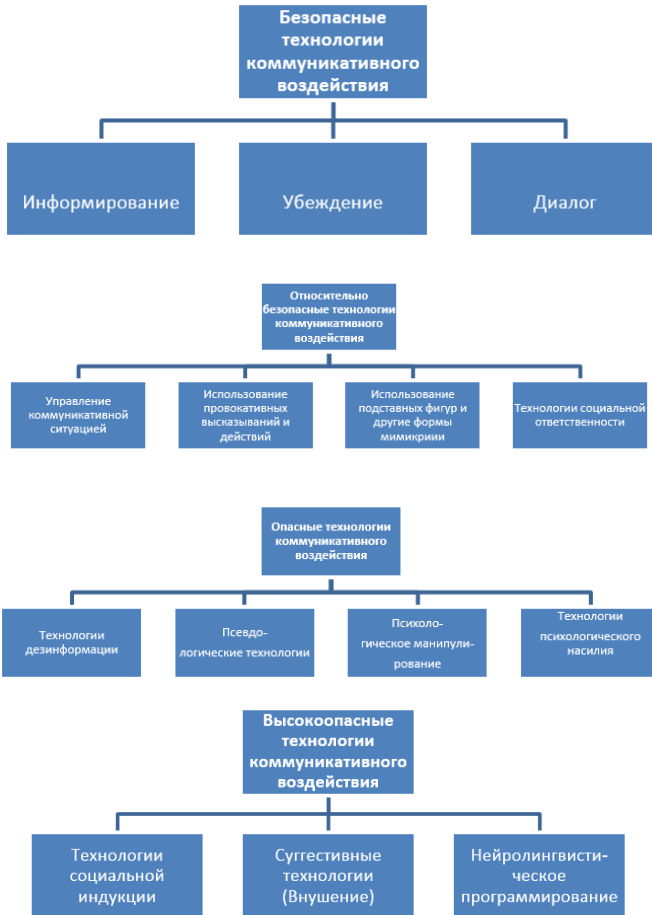 Безопасные
технологии
коммуникативного
воздействия
Информирование
Убеждение
Диалог
Относительно
безопасные технологии
коммуникативного
воздействия
Управление
коммуникативной
ситуацией
Использование
провокативных
высказываний и
действий
Использование
подставных фигур и
другие формы
мимикриии
Технологии социальной
ответственности
Опасные технологии
коммуникативного
воздействия
Технологии
дезинформации
Псевдо-
логические технологии
Психоло-
гическое манипули-
рование
Технологии
психологического
насилия
Высокоопасные
технологии
коммуникативного
воздействия
Технологии
социальной
индукции
Суггестивные
технологии
(Внушение)
Нейролингвисти-
ческое
программирование